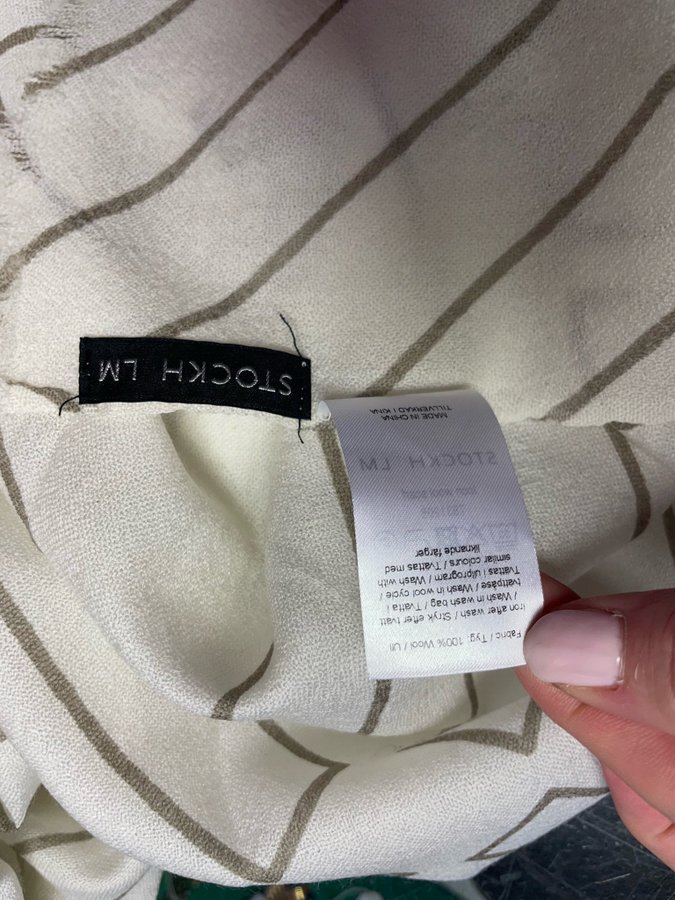 STOCKH LM
Fabric / Tyg: 100% Wool / Ull
Iron after wash / Stryk efter tvätt
/ Wash in wash bag / Tvätta i
tvättpåse / Wash in wool cycle /
Tvättas i ullprogram / Wash with
similar colours / Tvättas med
liknande färger
STOCKH LM
MADE IN CHINA
TILLVERKAD I KINA